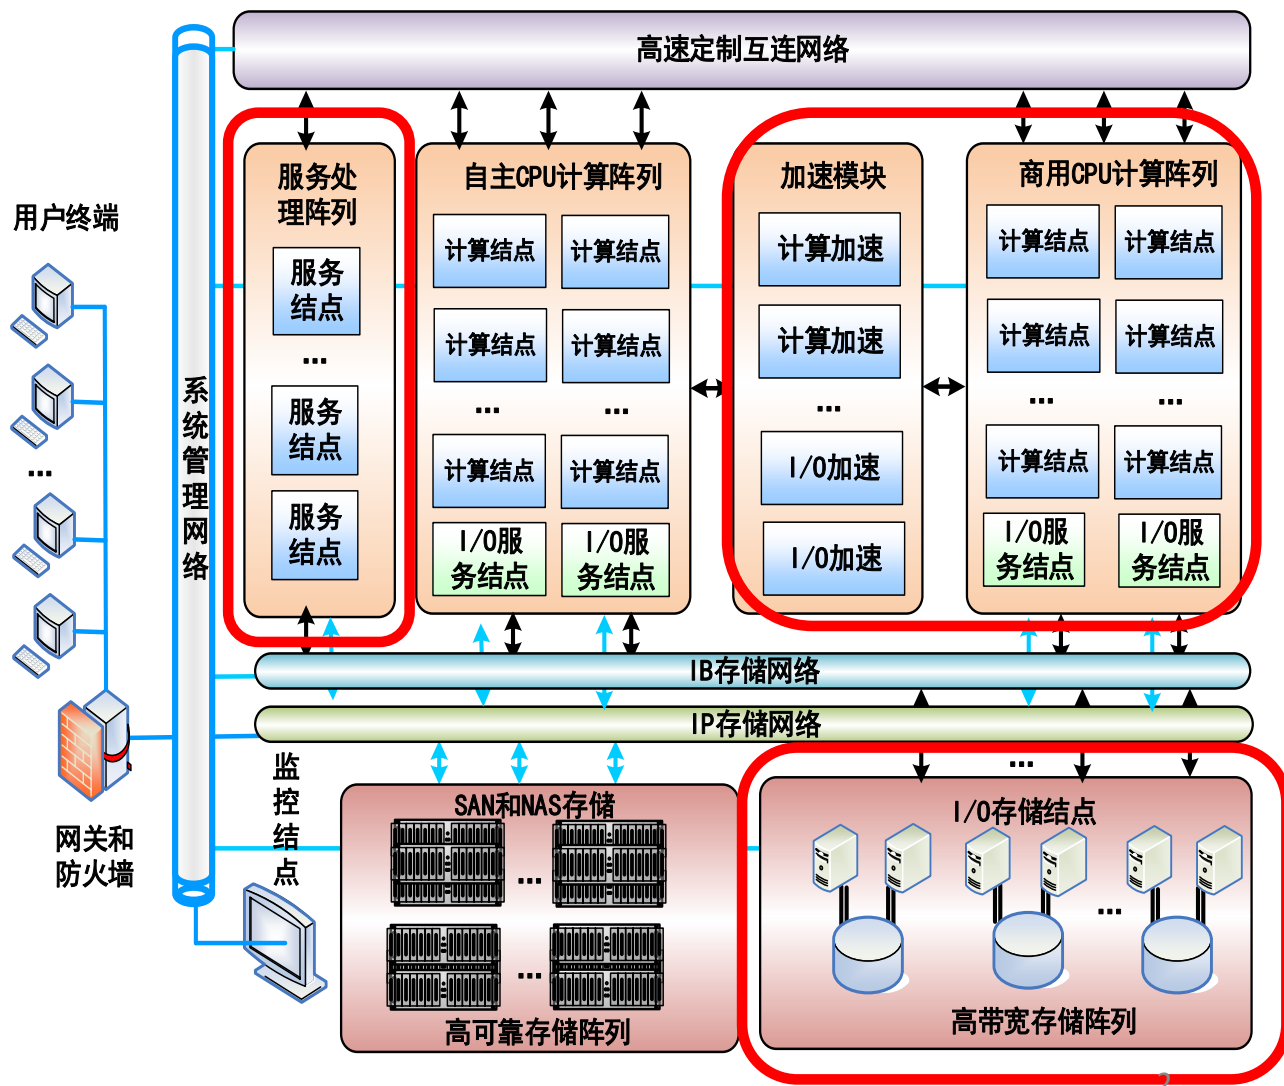 高速定制互连网络
用户终端
...
网关和
防火墙
系统管理网络
服务处
理阵列
服务
结点
...
服务
结点
服务
结点
自主CPU计算阵列
计算结点 计算结点
计算结点 计算结点
... ...
计算结点 计算结点
I/O服 I/O服
务结点 务结点
加速模块
计算加速
计算加速
...
I/O加速
I/O加速
商用CPU计算阵列
计算结点 计算结点
计算结点 计算结点
... ...
计算结点 计算结点
I/O服 I/O服
务结点 务结点
IB存储网络
IP存储网络
监控结点
SAN和NAS存储
...
...
高可靠存储阵列
...
I/O存储结点
...
高带宽存储阵列